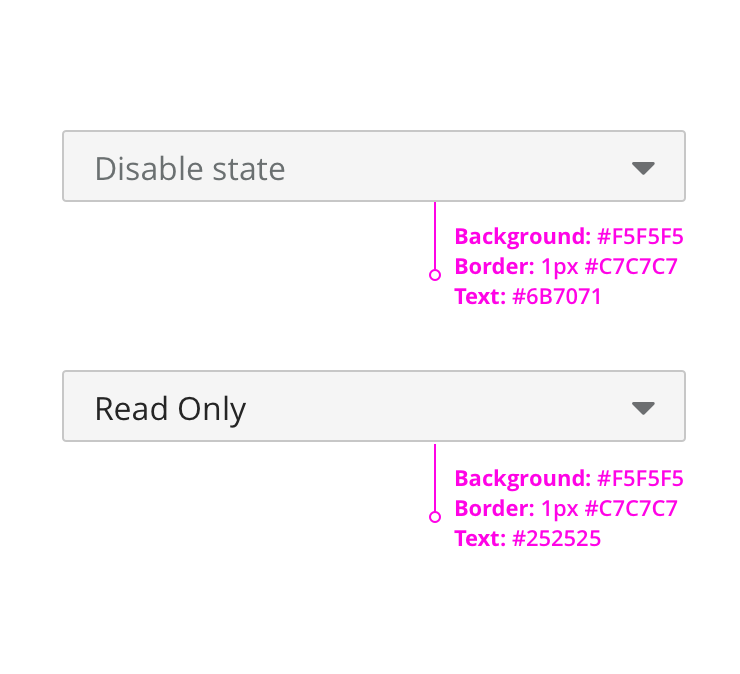 Disable state
Background: #F5F5F5
Border: 1px #C7C7C7
Text: #6B7071
Read Only
Background: #F5F5F5
Border: 1px #C7C7C7
Text: #252525